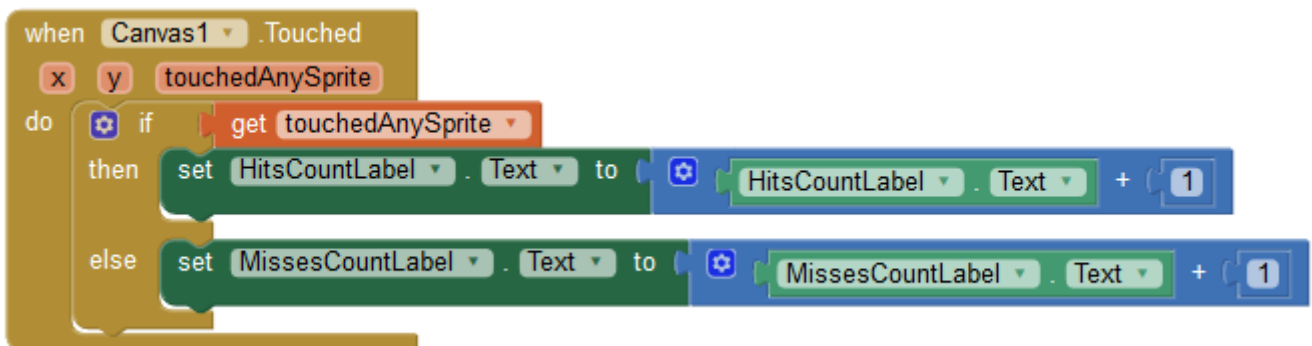 when Canvas1 .Touched
x y touchedAnySprite
do if get touchedAnySprite
then set HitsCountLabel . Text to HitsCountLabel . Text + 1
else set MissesCountLabel . Text to MissesCountLabel . Text + 1